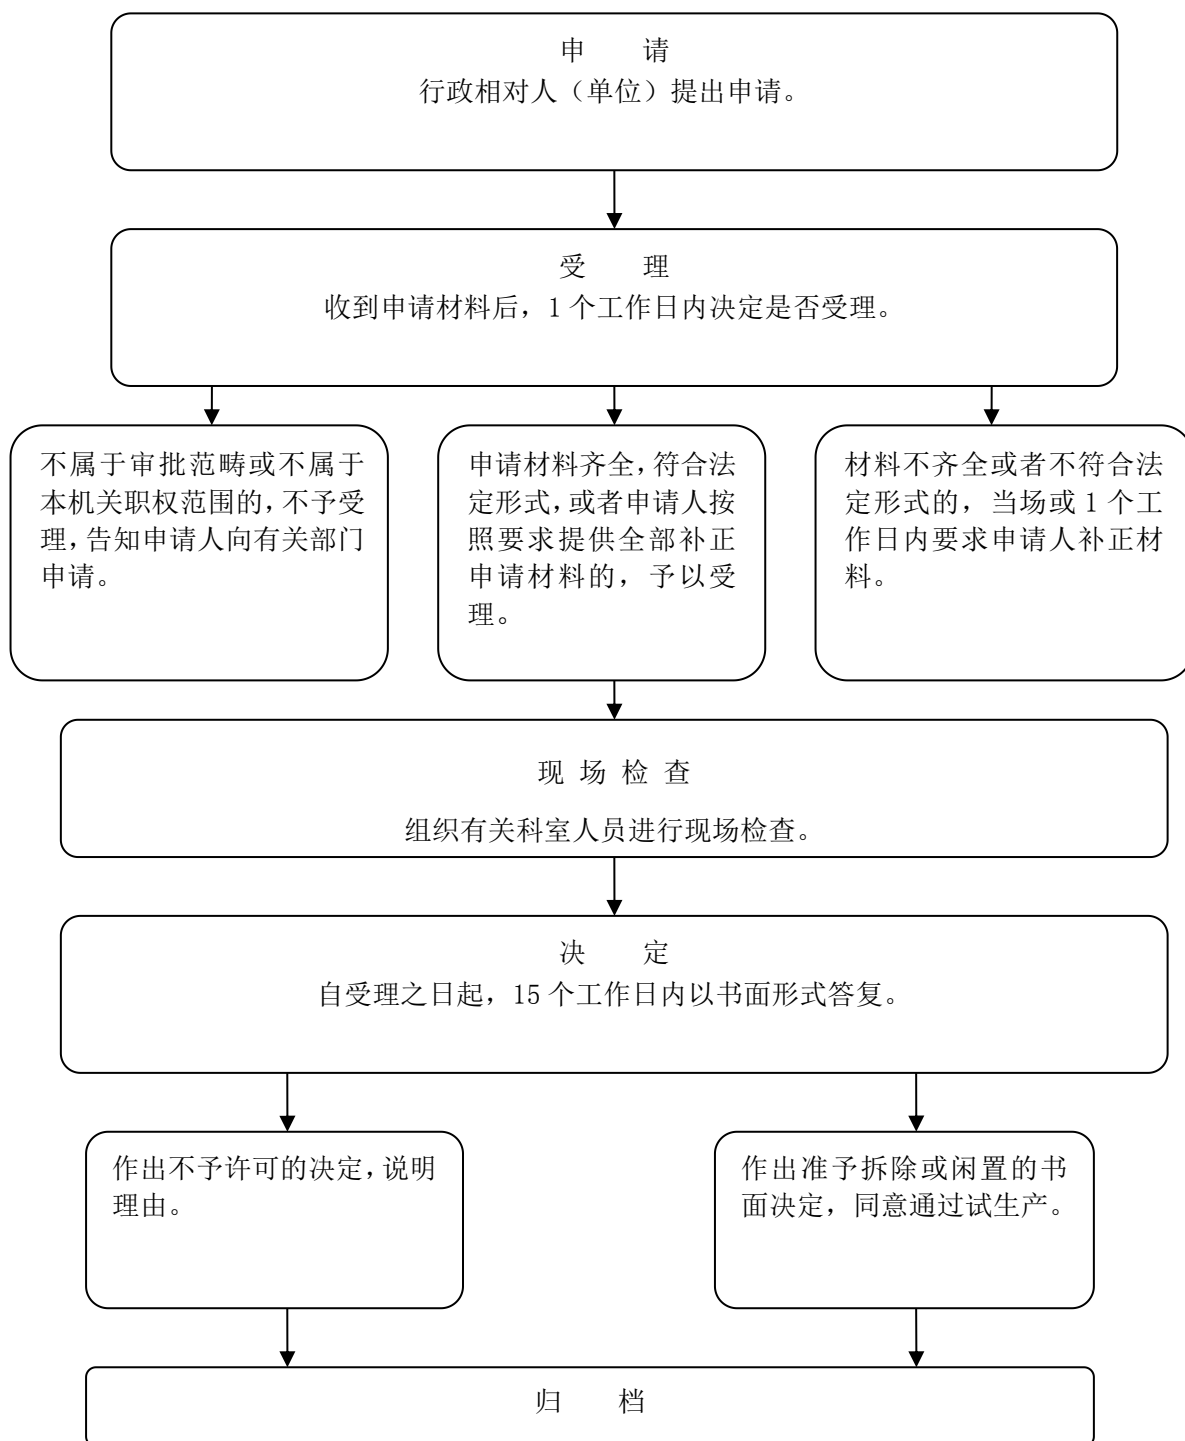 申 请
行政相对人（单位）提出申请。
受 理
收到申请材料后，1 个工作日内决定是否受理。
不属于审批范畴或不属于
本机关职权范围的，不予受
理，告知申请人向有关部门
申请。
申请材料齐全，符合法
定形式，或者申请人按
照要求提供全部补正
申请材料的，予以受
理。
材料不齐全或者不符合法
定形式的，当场或 1 个工
作日内要求申请人补正材
料。
现 场 检 查
组织有关科室人员进行现场检查。
决 定
自受理之日起，15 个工作日内以书面形式答复。
作出不予许可的决定，说明
理由。
作出准予拆除或闲置的书
面决定，同意通过试生产。
归 档